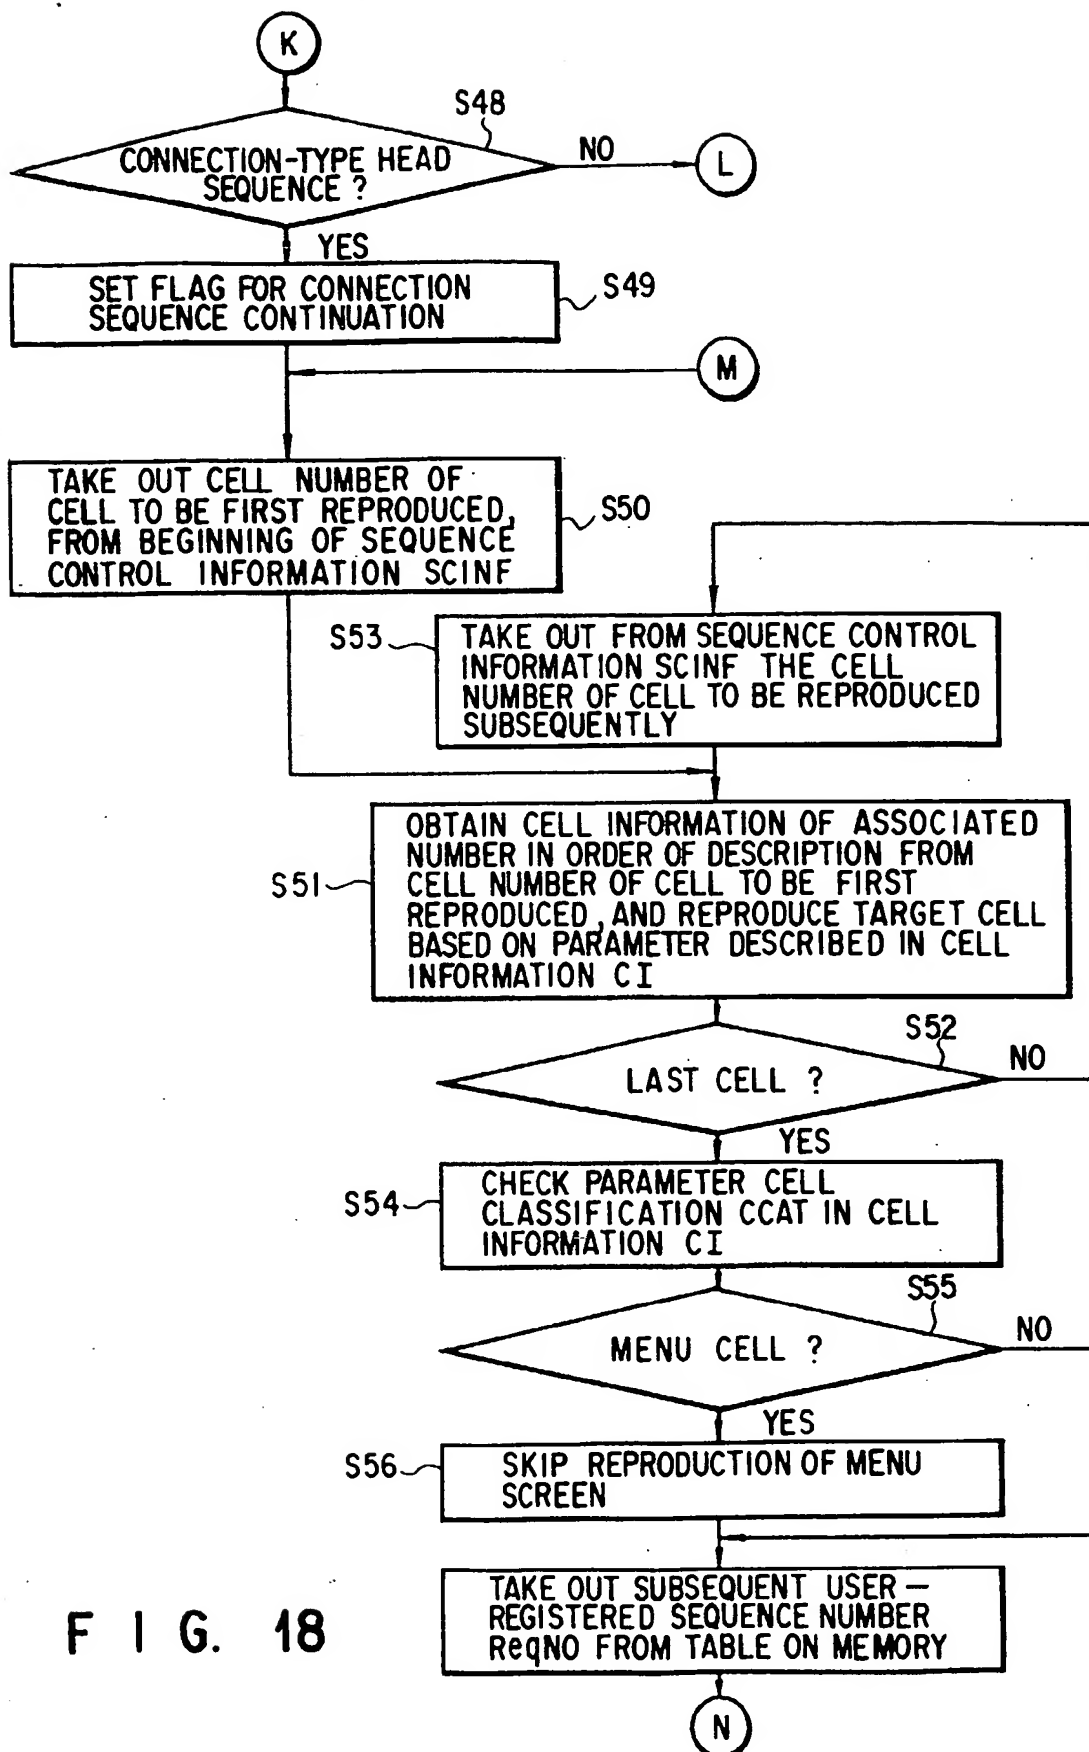 K
S48
CONNECTION-TYPE HEAD
SEQUENCE ?
NO
L
YES
SET FLAG FOR CONNECTION
SEQUENCE CONTINUATION
S49
M
TAKE OUT CELL NUMBER OF
CELL TO BE FIRST REPRODUCED,
FROM BEGINNING OF SEQUENCE
CONTROL INFORMATION SCINF
S50
S53
TAKE OUT FROM SEQUENCE CONTROL
INFORMATION SCINF THE CELL
NUMBER OF CELL TO BE REPRODUCED
SUBSEQUENTLY
S51
OBTAIN CELL INFORMATION OF ASSOCIATED
NUMBER IN ORDER OF DESCRIPTION FROM
CELL NUMBER OF CELL TO BE FIRST
REPRODUCED, AND REPRODUCE TARGET CELL
BASED ON PARAMETER DESCRIBED IN CELL
INFORMATION CI
S52
LAST CELL ?
NO
YES
S54
CHECK PARAMETER CELL
CLASSIFICATION CCAT IN CELL
INFORMATION CI
S55
MENU CELL ?
NO
YES
S56
SKIP REPRODUCTION OF MENU
SCREEN
TAKE OUT SUBSEQUENT USER-
REGISTERED SEQUENCE NUMBER
ReqNO FROM TABLE ON MEMORY
N
FIG. 18